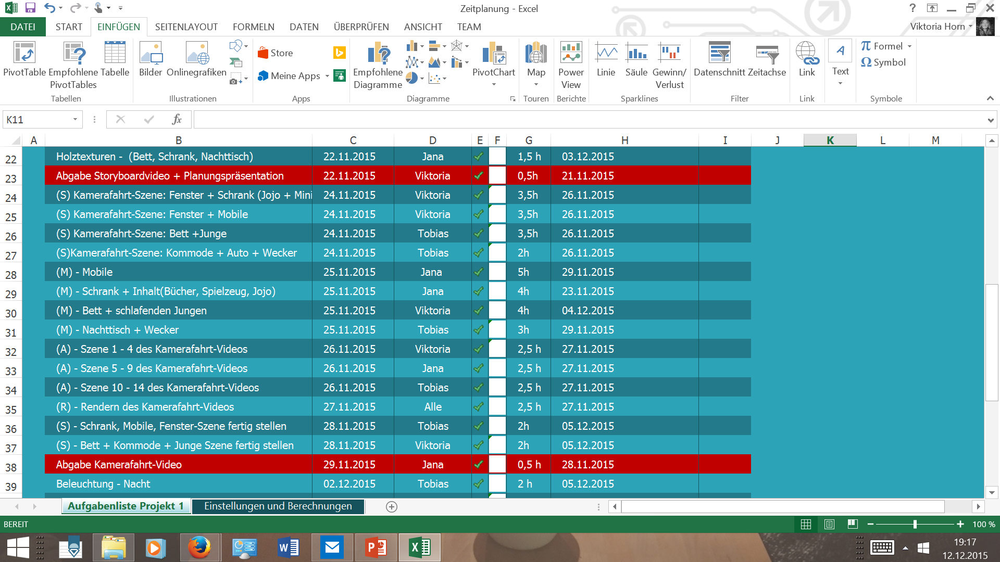 Zeitplanung - Excel
?
DATEI START EINFÜGEN SEITENLAYOUT FORMELN DATEN ÜBERPRÜFEN ANSICHT TEAM
Viktoria Horn
PivotTable
Empfohlene PivotTables
Tabelle
Tabellen
Bilder
Onlinegrafiken
Illustrationen
Store
Meine Apps
Apps
Empfohlene Diagramme
PivotChart
Diagramme
Map
Touren
Power View
Berichte
Linie
Säule
Gewinn/ Verlust
Sparklines
Datenschnitt
Zeitachse
Filter
Link
Link
Text
π Formel
Ω Symbol
Symbole
K11
fx
A B C D E F G H I J K L M
22 Holztexturen - (Bett, Schrank, Nachttisch) 22.11.2015 Jana 1,5 h 03.12.2015
23 Abgabe Storyboardvideo + Planungspräsentation 22.11.2015 Viktoria 0,5h 21.11.2015
24 (S) Kamerafahrt-Szene: Fenster + Schrank (Jojo + Mini 24.11.2015 Viktoria 3,5h 26.11.2015
25 (S) Kamerafahrt-Szene: Fenster + Mobile 24.11.2015 Viktoria 3,5h 26.11.2015
26 (S) Kamerafahrt-Szene: Bett +Junge 24.11.2015 Tobias 3,5h 26.11.2015
27 (S)Kamerafahrt-Szene: Kommode + Auto + Wecker 24.11.2015 Tobias 2h 26.11.2015
28 (M) - Mobile 25.11.2015 Jana 5h 29.11.2015
29 (M) - Schrank + Inhalt(Bücher, Spielzeug, Jojo) 25.11.2015 Jana 4h 23.11.2015
30 (M) - Bett + schlafenden Jungen 25.11.2015 Viktoria 4h 04.12.2015
31 (M) - Nachttisch + Wecker 25.11.2015 Tobias 3h 29.11.2015
32 (A) - Szene 1 - 4 des Kamerafahrt-Videos 26.11.2015 Viktoria 2,5 h 27.11.2015
33 (A) - Szene 5 - 9 des Kamerafahrt-Videos 26.11.2015 Jana 2,5 h 27.11.2015
34 (A) - Szene 10 - 14 des Kamerafahrt-Videos 26.11.2015 Tobias 2,5 h 27.11.2015
35 (R) - Rendern des Kamerafahrt-Videos 27.11.2015 Alle 2,5 h 27.11.2015
36 (S) - Schrank, Mobile, Fenster-Szene fertig stellen 28.11.2015 Tobias 2h 05.12.2015
37 (S) - Bett + Kommode + Junge Szene fertig stellen 28.11.2015 Viktoria 2h 05.12.2015
38 Abgabe Kamerafahrt-Video 29.11.2015 Jana 0,5 h 28.11.2015
39 Beleuchtung - Nacht 02.12.2015 Tobias 2 h 05.12.2015
Aufgabenliste Projekt 1 Einstellungen und Berechnungen
BEREIT
100 %
19:17
12.12.2015